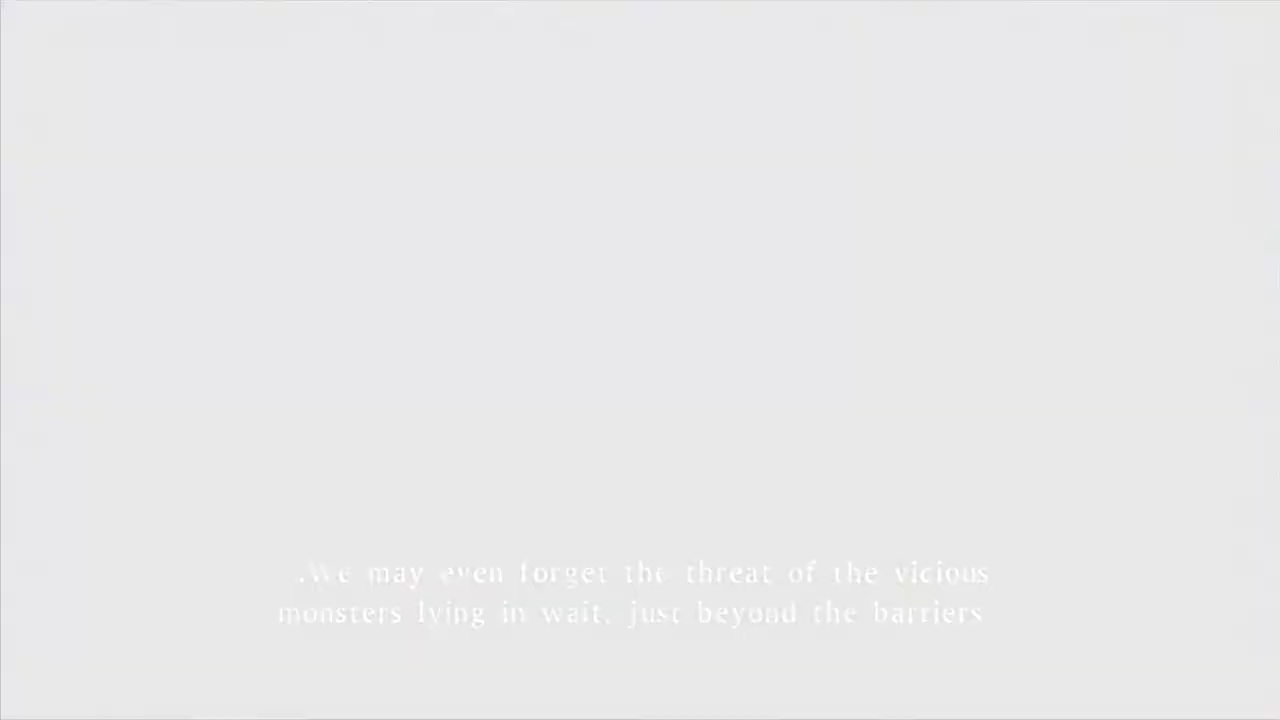 .We may even forget the threat of the vicious
monsters lying in wait, just beyond the barriers